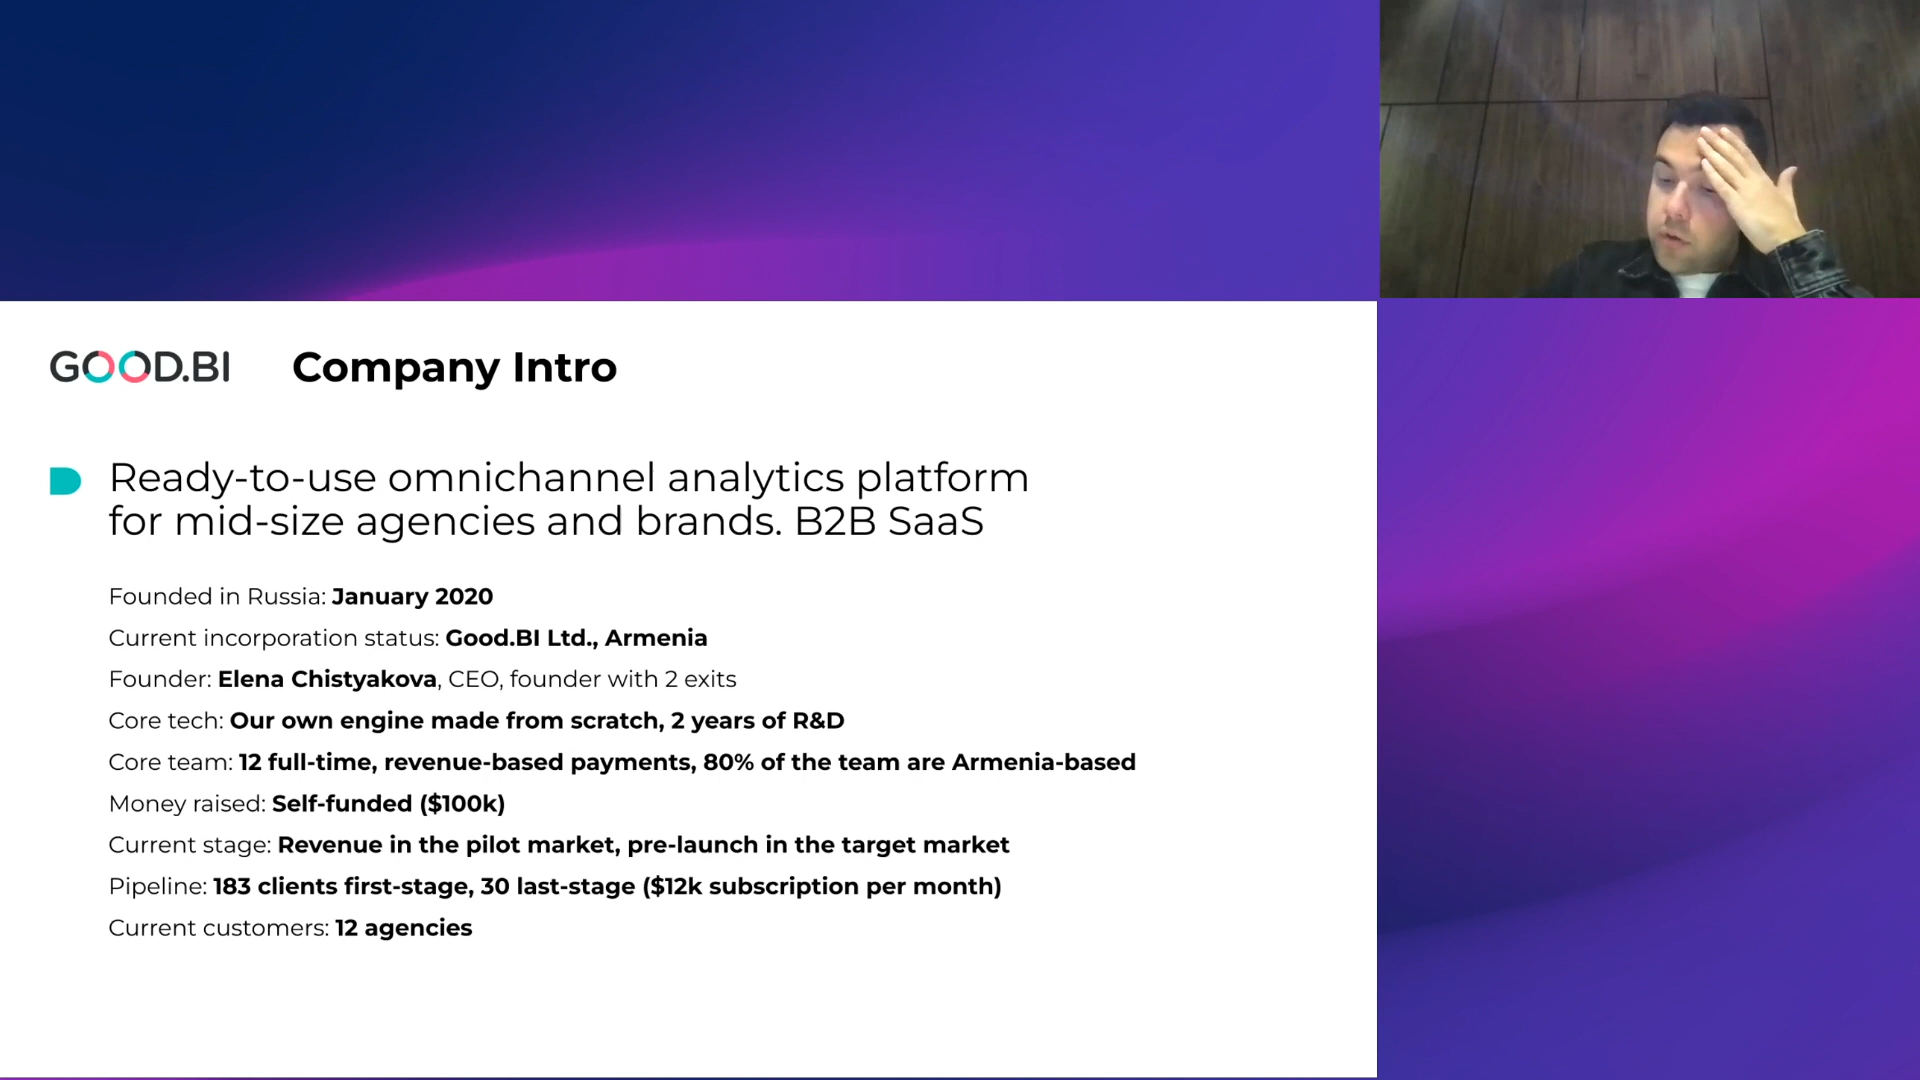 GOOD.BI Company Intro
Ready-to-use omnichannel analytics platform
for mid-size agencies and brands. B2B SaaS
Founded in Russia: January 2020
Current incorporation status: Good.BI Ltd., Armenia
Founder: Elena Chistyakova, CEO, founder with 2 exits
Core tech: Our own engine made from scratch, 2 years of R&D
Core team: 12 full-time, revenue-based payments, 80% of the team are Armenia-based
Money raised: Self-funded ($100k)
Current stage: Revenue in the pilot market, pre-launch in the target market
Pipeline: 183 clients first-stage, 30 last-stage ($12k subscription per month)
Current customers: 12 agencies